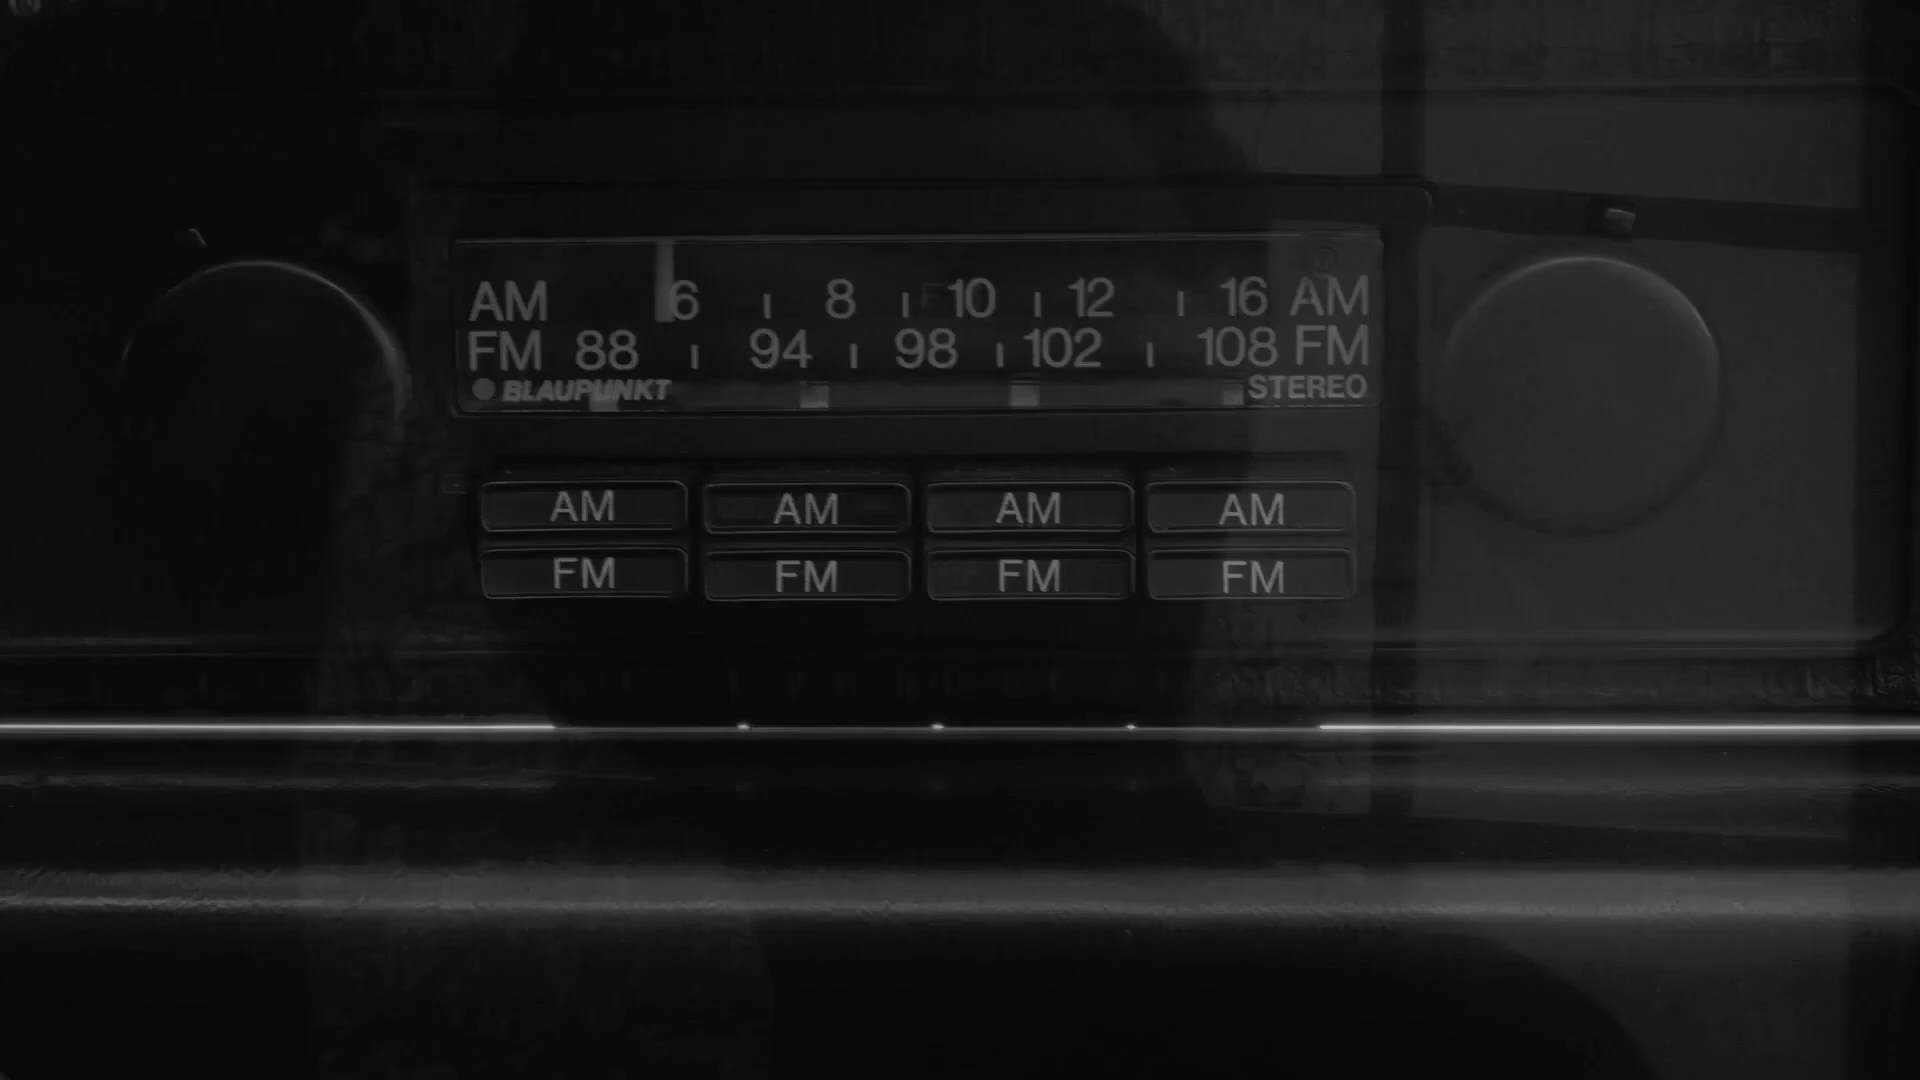 AM 6 8 10 12 16 AM
FM 88 94 98 102 108 FM
BLAUPUNKT STEREO
AM AM AM AM
FM FM FM FM